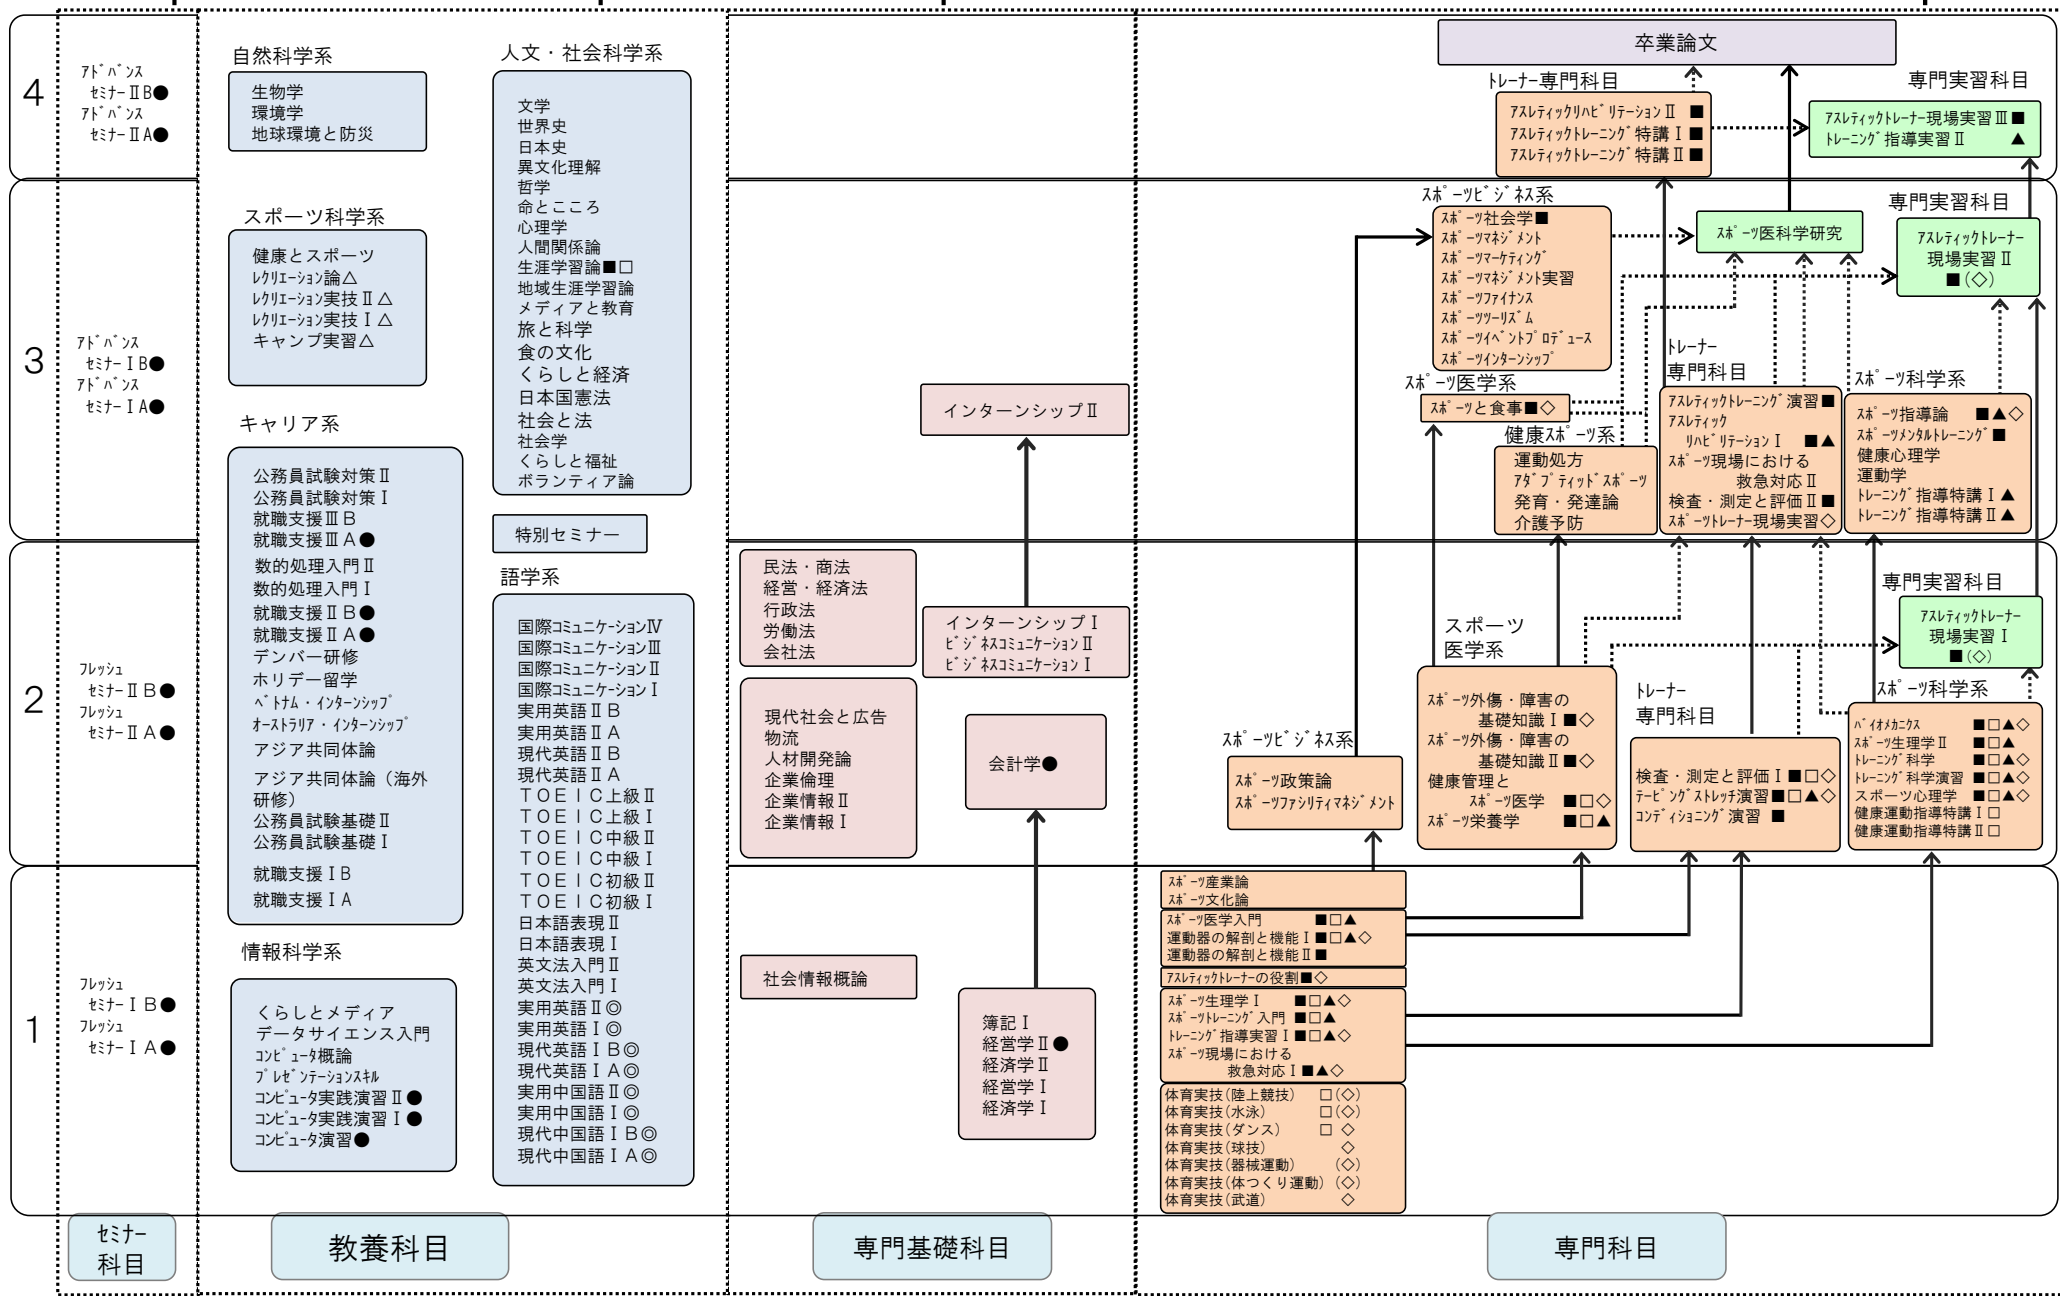 4
アドバンス
セミナーⅡB●
アドバンス
セミナーⅡA●
3
アドバンス
セミナーⅠB●
アドバンス
セミナーⅠA●
2
フレッシュ
セミナーⅡB●
フレッシュ
セミナーⅡA●
1
フレッシュ
セミナーⅠB●
フレッシュ
セミナーⅠA●
セミナー
科目
自然科学系
生物学
環境学
地球環境と防災
スポーツ科学系
健康とスポーツ
レクリエーション論△
レクリエーション実技Ⅱ△
レクリエーション実技Ⅰ△
キャンプ実習△
キャリア系
公務員試験対策Ⅱ
公務員試験対策Ⅰ
就職支援ⅢB
就職支援ⅢA●
数的処理入門Ⅱ
数的処理入門Ⅰ
就職支援ⅡB●
就職支援ⅡA●
デンバー研修
ホリデー留学
ベトナム・インターンシップ
オーストラリア・インターンシップ
アジア共同体論
アジア共同体論（海外
研修）
公務員試験基礎Ⅱ
公務員試験基礎Ⅰ
就職支援ⅠB
就職支援ⅠA
情報科学系
くらしとメディア
データサイエンス入門
コンピュータ概論
プレゼンテーションスキル
コンピュータ実践演習Ⅱ●
コンピュータ実践演習Ⅰ●
コンピュータ演習●
人文・社会科学系
文学
世界史
日本史
異文化理解
哲学
命とこころ
心理学
人間関係論
生涯学習論■□
地域生涯学習論
メディアと教育
旅と科学
食の文化
くらしと経済
日本国憲法
社会と法
社会学
くらしと福祉
ボランティア論
特別セミナー
語学系
国際コミュニケーションⅣ
国際コミュニケーションⅢ
国際コミュニケーションⅡ
国際コミュニケーションⅠ
実用英語ⅡB
実用英語ⅡA
現代英語ⅡB
現代英語ⅡA
TOEIC上級Ⅱ
TOEIC上級Ⅰ
TOEIC中級Ⅱ
TOEIC中級Ⅰ
TOEIC初級Ⅱ
TOEIC初級Ⅰ
日本語表現Ⅱ
日本語表現Ⅰ
英文法入門Ⅱ
英文法入門Ⅰ
実用英語Ⅱ◎
実用英語Ⅰ◎
現代英語ⅠB◎
現代英語ⅠA◎
実用中国語Ⅱ◎
実用中国語Ⅰ◎
現代中国語ⅠB◎
現代中国語ⅠA◎
教養科目
インターンシップⅡ
民法・商法
経営・経済法
行政法
労働法
会社法
インターンシップⅠ
ビジネスコミュニケーションⅡ
ビジネスコミュニケーションⅠ
現代社会と広告
物流
人材開発論
企業倫理
企業情報Ⅱ
企業情報Ⅰ
会計学●
社会情報概論
簿記Ⅰ
経営学Ⅱ●
経済学Ⅱ
経営学Ⅰ
経済学Ⅰ
専門基礎科目
卒業論文
トレーナー専門科目
アスレティックリハビリテーションⅡ ■
アスレティックトレーニング特講Ⅰ ■
アスレティックトレーニング特講Ⅱ ■
専門実習科目
アスレティックトレーナー現場実習Ⅲ■
トレーニング指導実習Ⅱ ▲
スポーツビジネス系
スポーツ社会学■
スポーツマネジメント
スポーツマーケティング
スポーツマネジメント実習
スポーツファイナンス
スポーツツーリズム
スポーツイベントプロデュース
スポーツインターンシップ
スポーツ医科学研究
専門実習科目
アスレティックトレーナー
現場実習Ⅱ
■(◇)
スポーツ医学系
スポーツと食事■◇
健康スポーツ系
運動処方
アダプティッドスポーツ
発育・発達論
介護予防
トレーナー
専門科目
アスレティックトレーニング演習■
アスレティック
リハビリテーションⅠ ■▲
スポーツ現場における
救急対応Ⅱ
検査・測定と評価Ⅱ■
スポーツトレーナー現場実習◇
スポーツ科学系
スポーツ指導論 ■▲◇
スポーツメンタルトレーニング■
健康心理学
運動学
トレーニング指導特講Ⅰ▲
トレーニング指導特講Ⅱ▲
スポーツビジネス系
スポーツ政策論
スポーツファシリティマネジメント
スポーツ
医学系
スポーツ外傷・障害の
基礎知識Ⅰ■◇
スポーツ外傷・障害の
基礎知識Ⅱ■◇
健康管理と
スポーツ医学 ■□◇
スポーツ栄養学 ■□▲
トレーナー
専門科目
検査・測定と評価Ⅰ■□◇
テーピングストレッチ演習■□▲◇
コンディショニング演習 ■
専門実習科目
アスレティックトレーナー
現場実習Ⅰ
■(◇)
スポーツ科学系
バイオメカニクス ■□▲◇
スポーツ生理学Ⅱ ■□▲
トレーニング科学 ■□▲◇
トレーニング科学演習 ■□▲◇
スポーツ心理学 ■□▲◇
健康運動指導特講Ⅰ□
健康運動指導特講Ⅱ□
スポーツ産業論
スポーツ文化論
スポーツ医学入門 ■□▲
運動器の解剖と機能Ⅰ■□▲◇
運動器の解剖と機能Ⅱ■
アスレティックトレーナーの役割■◇
スポーツ生理学Ⅰ ■□▲◇
スポーツトレーニング入門 ■□▲
トレーニング指導実習Ⅰ■□▲◇
スポーツ現場における
救急対応Ⅰ■▲◇
体育実技(陸上競技) □(◇)
体育実技(水泳) □(◇)
体育実技(ダンス) □ ◇
体育実技(球技) ◇
体育実技(器械運動) (◇)
体育実技(体つくり運動) (◇)
体育実技(武道) ◇
専門科目